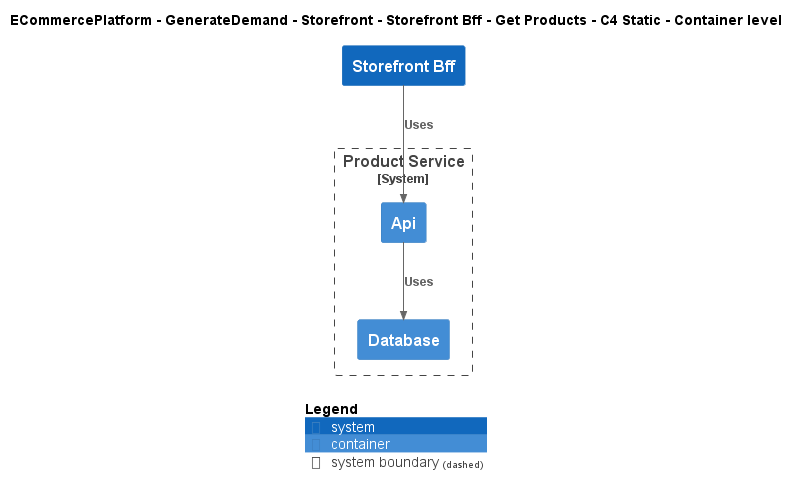 ECommercePlatform - GenerateDemand - Storefront - Storefront Bff - Get Products - C4 Static - Container level
Storefront Bff
Uses
Product Service
[System]
Api
Uses
Database
Legend
system
container
system boundary (dashed)